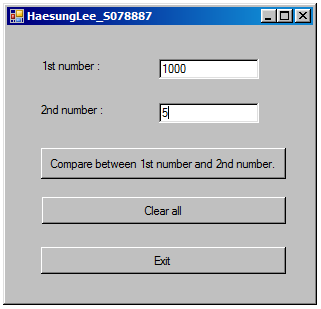 HaesungLee_S078887
1st number : 1000
2nd number : 5
Compare between 1st number and 2nd number.
Clear all
Exit